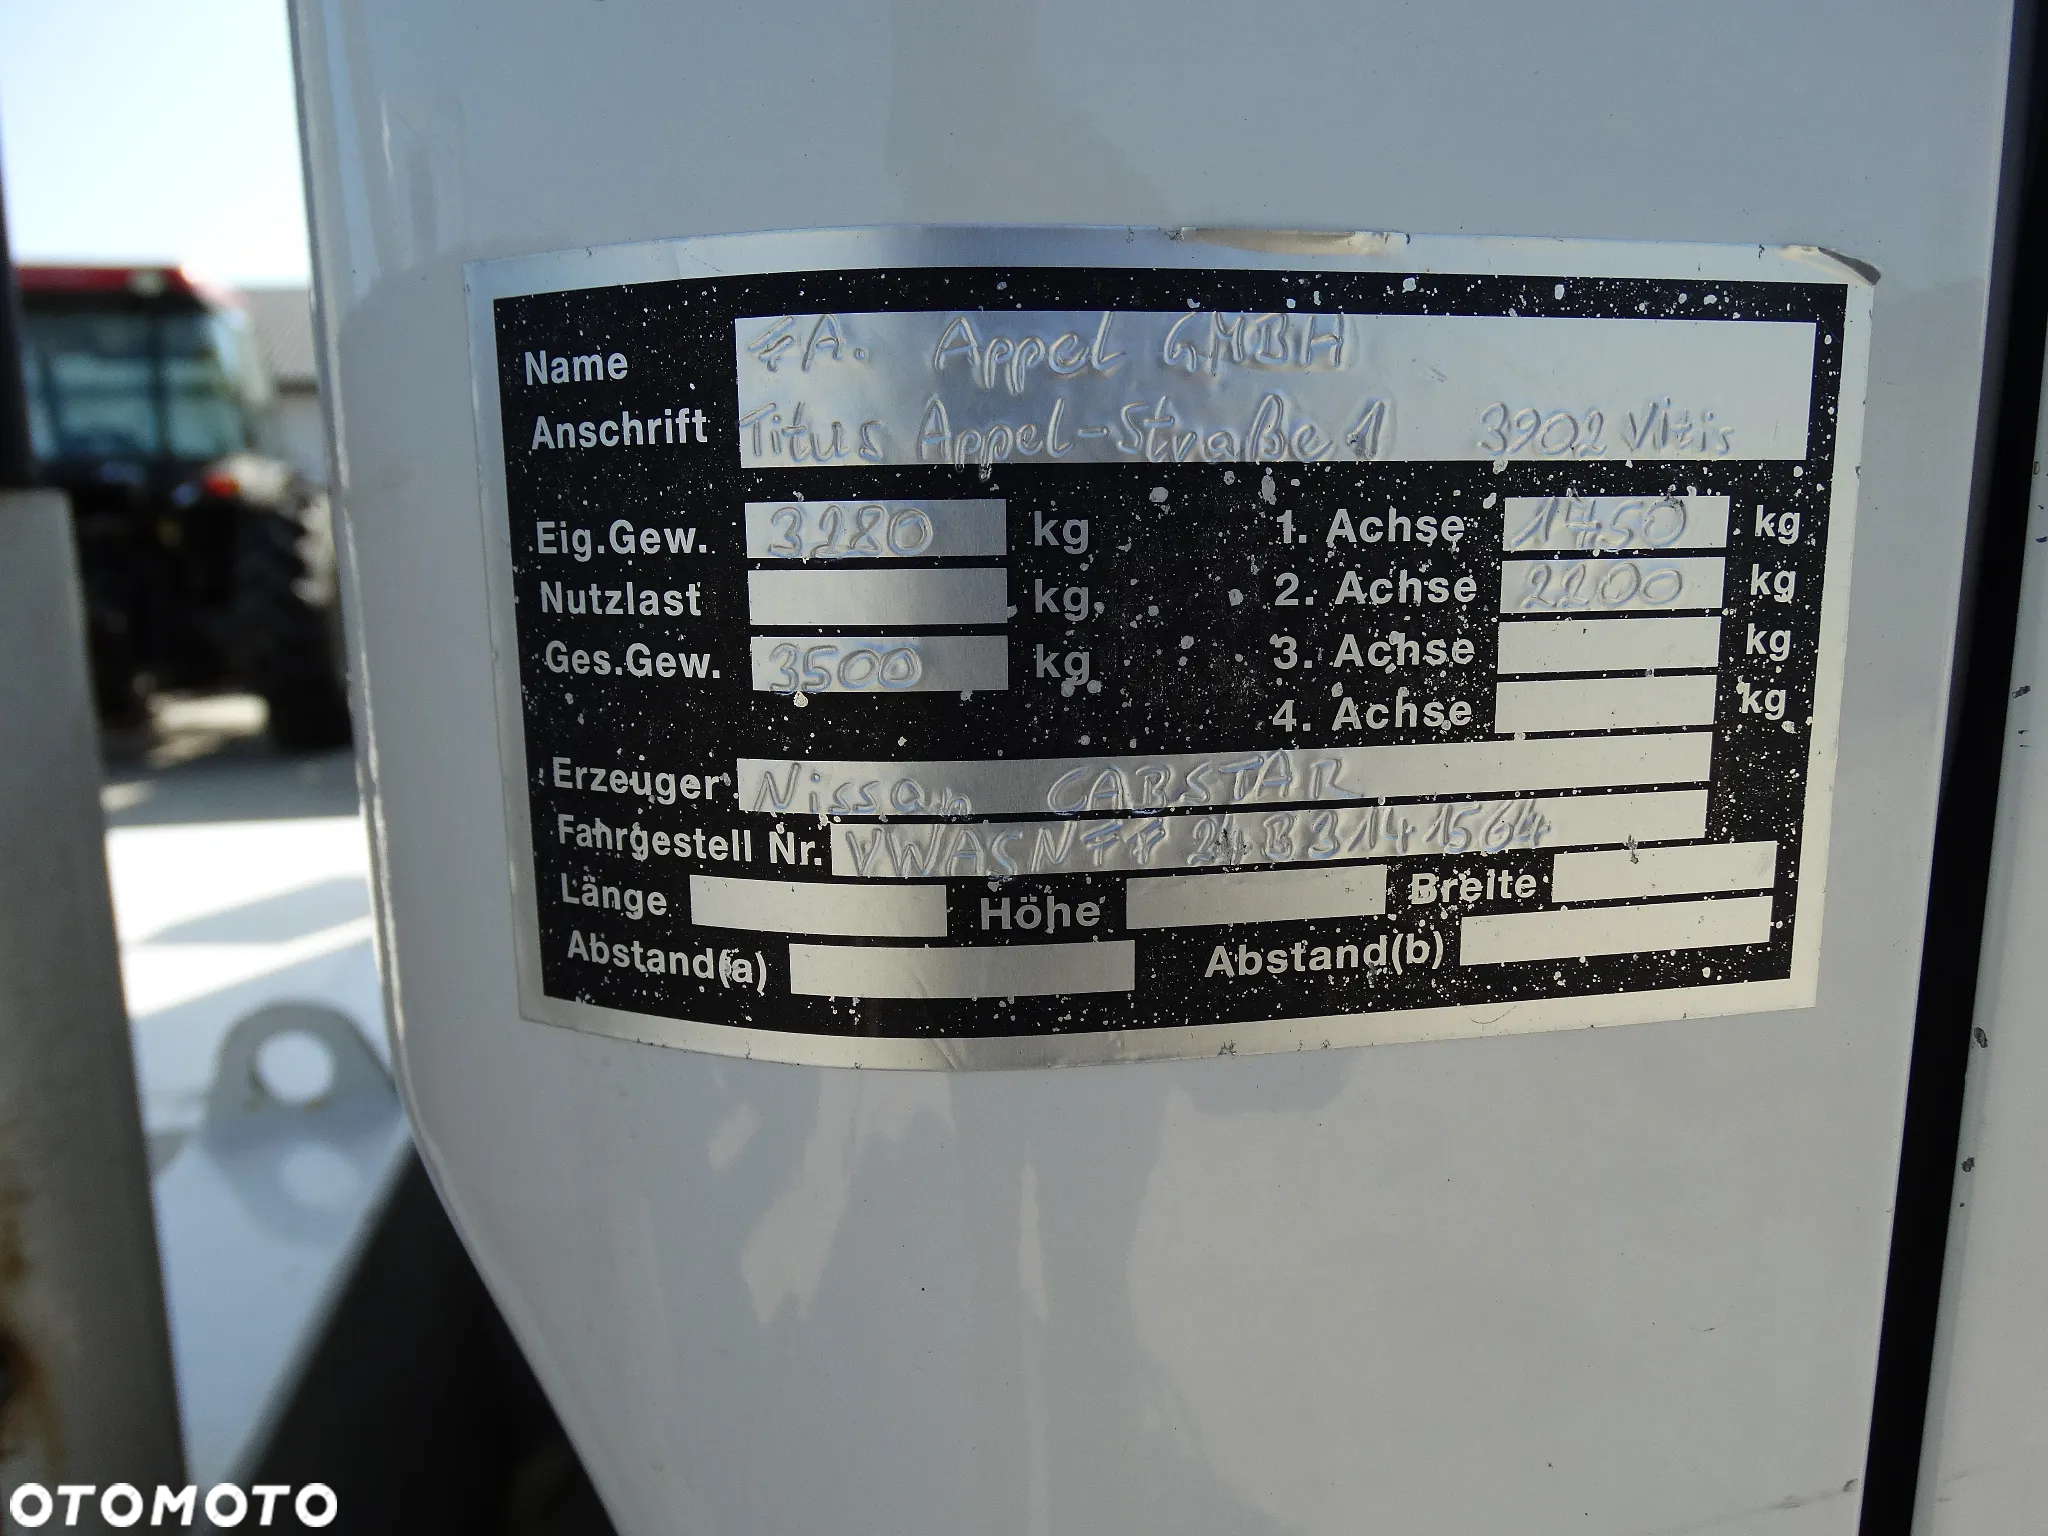 Name FA. Appel GMBH
Anschrift Titus Appel-Straße 1 3902 Vitis
Eig.Gew. 3280 kg 1. Achse 1450 kg
Nutzlast kg 2. Achse 2200 kg
Ges.Gew. 3500 kg 3. Achse kg
4. Achse kg
Erzeuger Nissan CABSTAR
Fahrgestell Nr. VWASNFF24B3141564
Länge Höhe Breite
Abstand(a) Abstand(b)
OTOMOTO